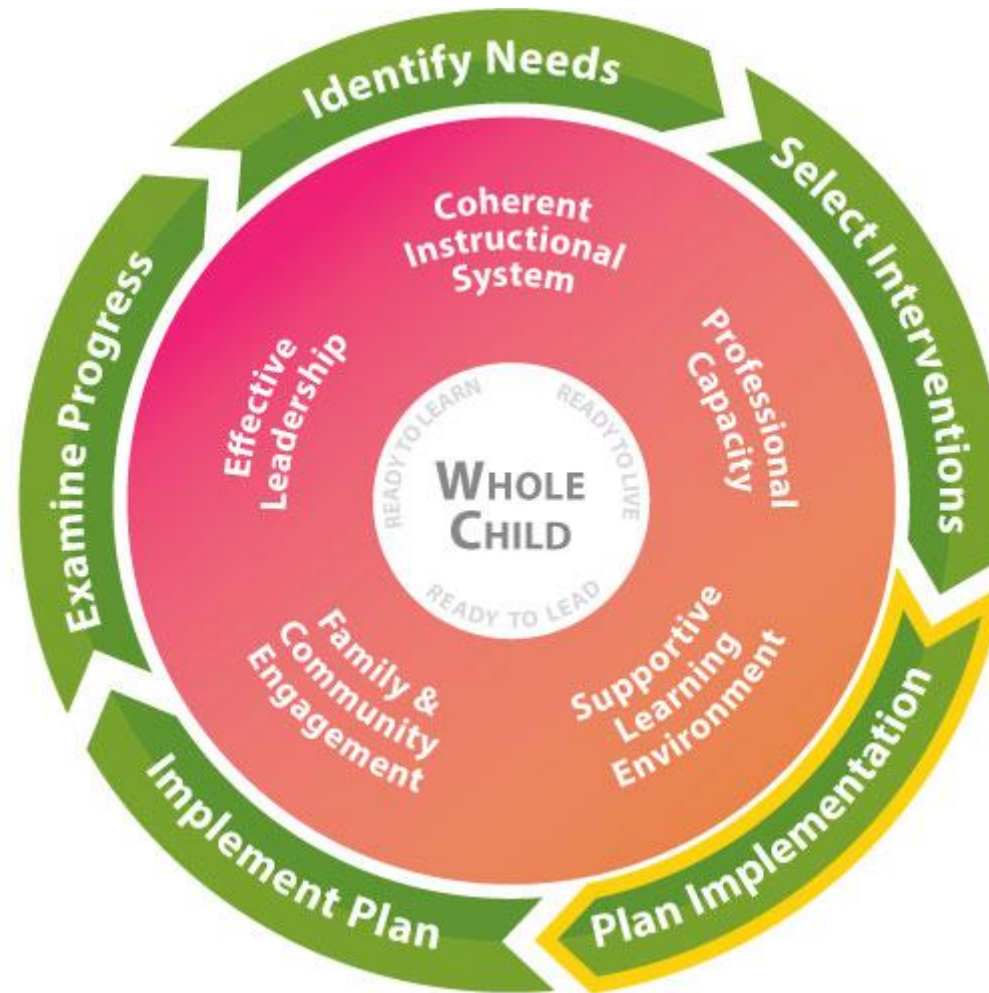 Identify Needs
Select Interventions
Plan Implementation
Implement Plan
Examine Progress
Coherent
Instructional
System
Professional
Capacity
Supportive
Learning
Environment
Family &
Community
Engagement
Effective
Leadership
READY TO LEARN
READY TO LIVE
READY TO LEAD
WHOLE
CHILD